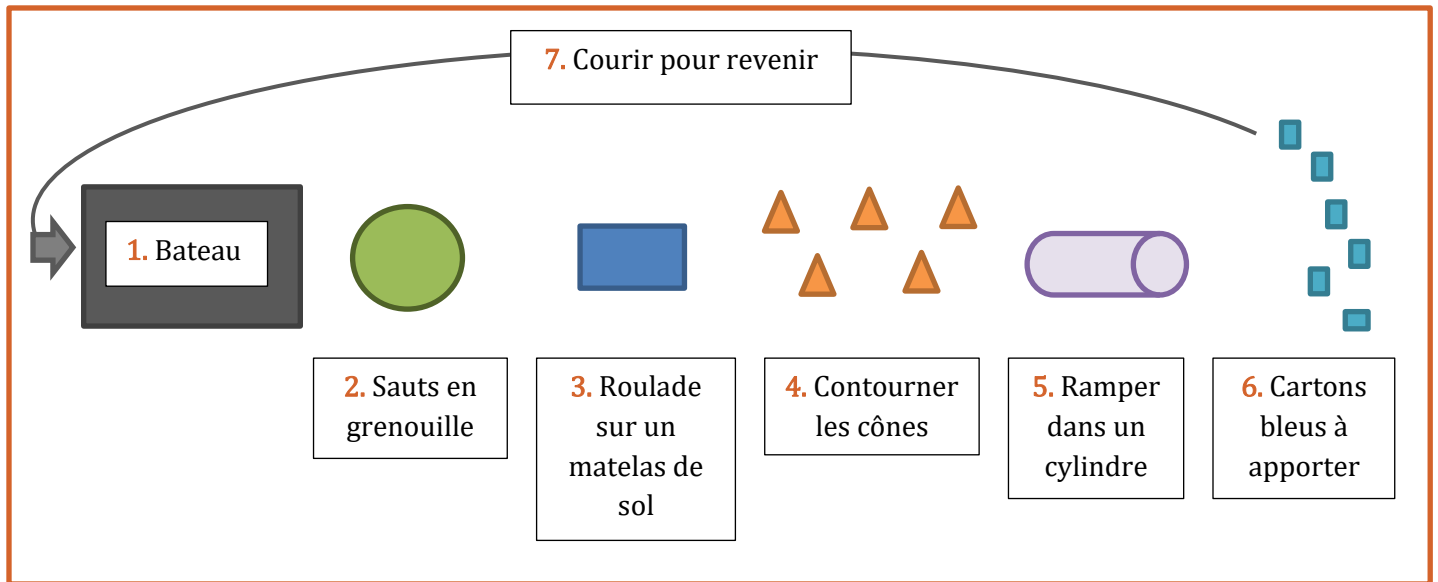 7. Courir pour revenir
1. Bateau
2. Sauts en
grenouille
3. Roulade
sur un
matelas de
sol
4. Contourner
les cônes
5. Ramper
dans un
cylindre
6. Cartons
bleus à
apporter